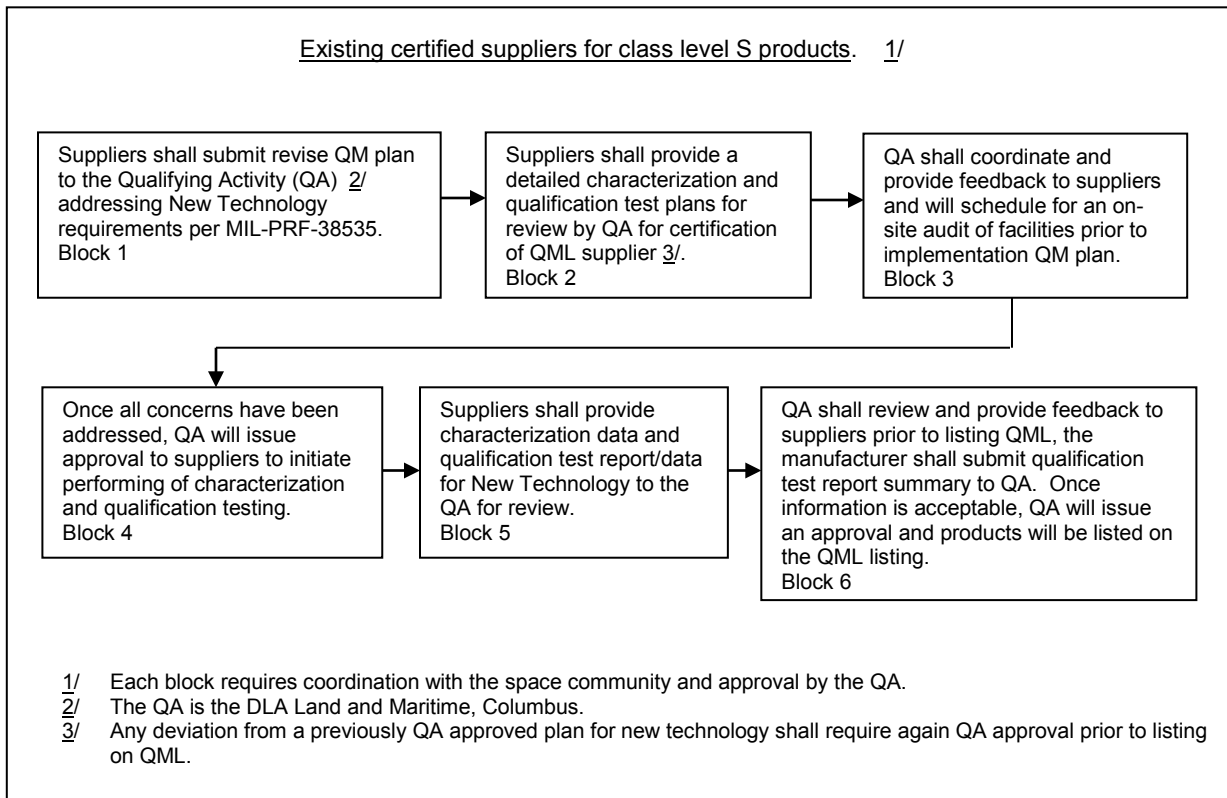 Existing certified suppliers for class level S products. 1/
Suppliers shall submit revise QM plan
to the Qualifying Activity (QA) 2/
addressing New Technology
requirements per MIL-PRF-38535.
Block 1
Suppliers shall provide a
detailed characterization and
qualification test plans for
review by QA for certification
of QML supplier 3/.
Block 2
QA shall coordinate and
provide feedback to suppliers
and will schedule for an on-
site audit of facilities prior to
implementation QM plan.
Block 3
Once all concerns have been
addressed, QA will issue
approval to suppliers to initiate
performing of characterization
and qualification testing.
Block 4
Suppliers shall provide
characterization data and
qualification test report/data
for New Technology to the
QA for review.
Block 5
QA shall review and provide feedback to
suppliers prior to listing QML, the
manufacturer shall submit qualification
test report summary to QA. Once
information is acceptable, QA will issue
an approval and products will be listed on
the QML listing.
Block 6
1/ Each block requires coordination with the space community and approval by the QA.
2/ The QA is the DLA Land and Maritime, Columbus.
3/ Any deviation from a previously QA approved plan for new technology shall require again QA approval prior to listing
on QML.